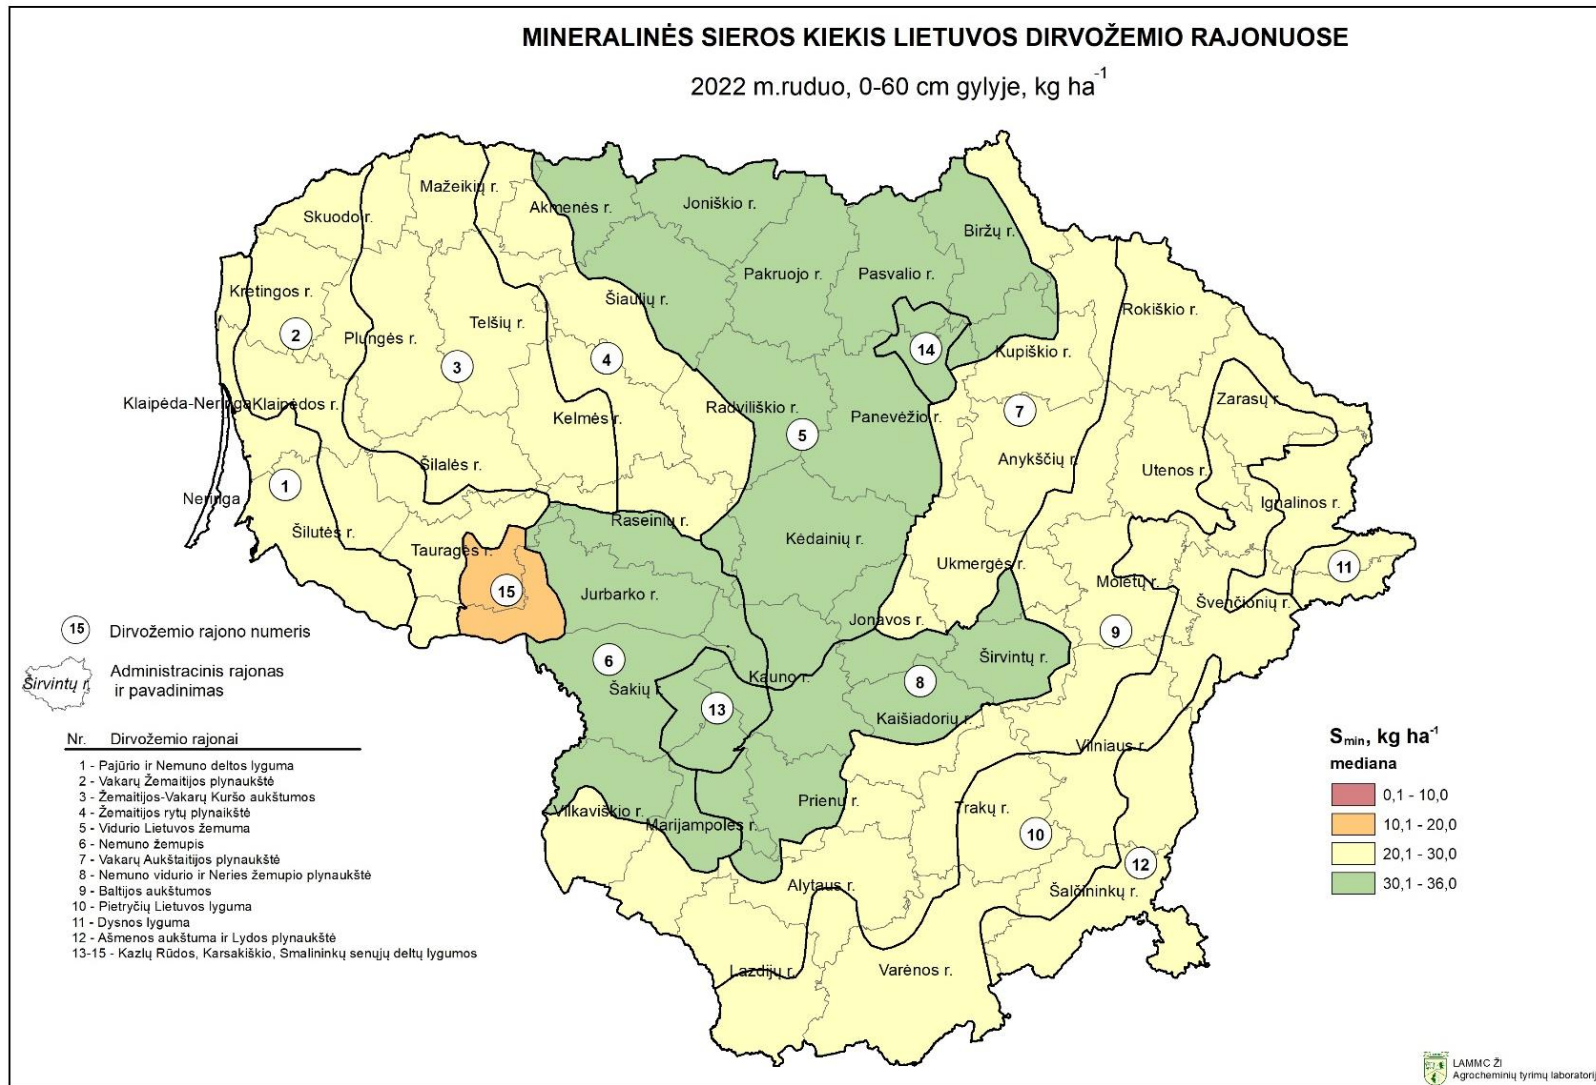 MINERALINĖS SIEROS KIEKIS LIETUVOS DIRVOŽEMIO RAJONUOSE
2022 m.ruduo, 0-60 cm gylyje, kg ha-1
Mažeikių r.
Skuodo r.
Akmenės r.
Joniškio r.
Biržų r.
Pakruojo r.
Pasvalio r.
Kretingos r.
Šiaulių r.
Rokiškio r.
2
Plungės r.
Telšių r.
3
4
14
Kupiškio r.
Klaipėda-Neringa
Klaipėdos r.
Kelmės r.
Radviliškio r.
5
Panevėžio r.
7
Zarasų r.
Anykščių r.
Utenos r.
Šilalės r.
1
Neringa
Ignalinos r.
Šilutės r.
Raseinių r.
Kėdainių r.
Tauragės r.
Ukmergės r.
Molėtų r.
11
15
Jurbarko r.
Švenčionių r.
Jonavos r.
9
6
Širvintų r.
Šakių r.
Kauno r.
8
13
Kaišiadorių r.
Vilniaus r.
Prienų r.
Trakų r.
Vilkaviškio r.
Marijampolės r.
10
12
Alytaus r.
Šalčininkų r.
Lazdijų r.
Varėnos r.
15 Dirvožemio rajono numeris
Širvintų r. Administracinis rajonas
ir pavadinimas
Nr. Dirvožemio rajonai
1 - Pajūrio ir Nemuno deltos lyguma
2 - Vakarų Žemaitijos plynaukštė
3 - Žemaitijos-Vakarų Kuršo aukštumos
4 - Žemaitijos rytų plynaikštė
5 - Vidurio Lietuvos žemuma
6 - Nemuno žemupis
7 - Vakarų Aukštaitijos plynaukštė
8 - Nemuno vidurio ir Neries žemupio plynaukštė
9 - Baltijos aukštumos
10 - Pietryčių Lietuvos lyguma
11 - Dysnos lyguma
12 - Ašmenos aukštuma ir Lydos plynaukštė
13-15 - Kazlų Rūdos, Karsakiškio, Smalininkų senųjų deltų lygumos
Smin, kg ha-1
mediana
0,1 - 10,0
10,1 - 20,0
20,1 - 30,0
30,1 - 36,0
LAMMC ŽI
Agrocheminių tyrimų laboratorij